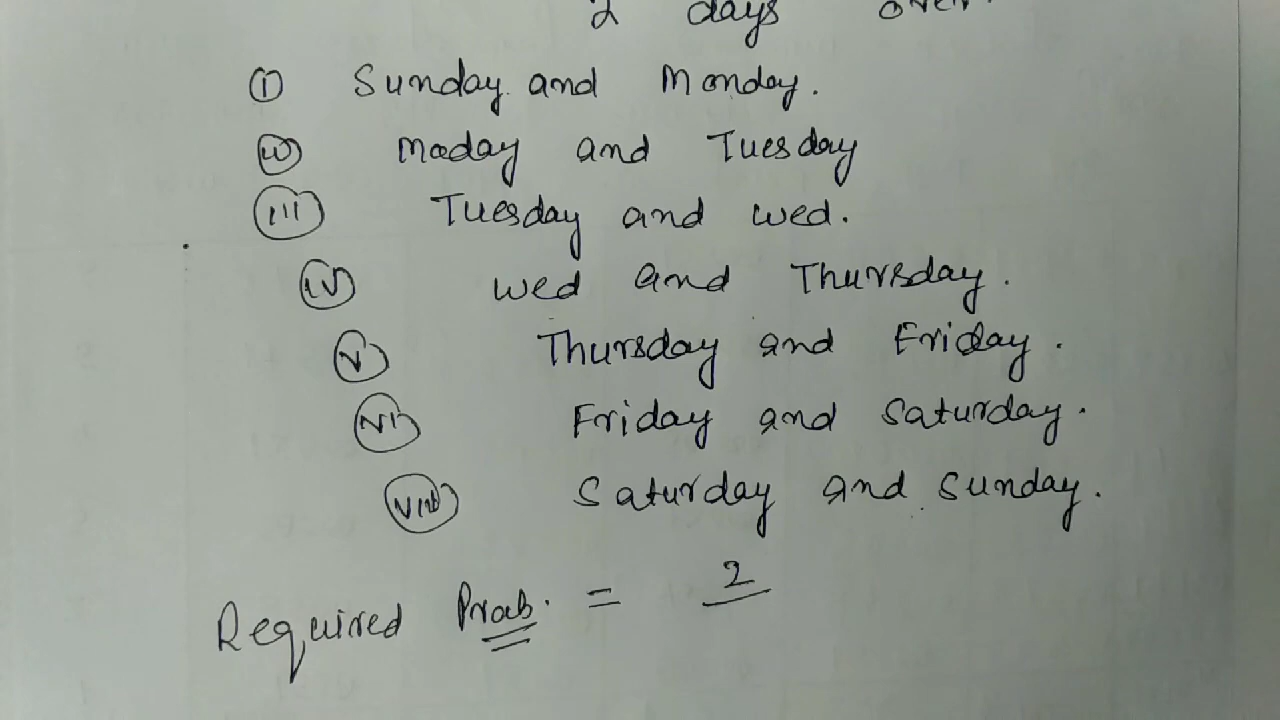 2 days over.
(i) Sunday and Monday.
(ii) Moday and Tuesday
(iii) Tuesday and wed.
(iv) wed and Thursday.
(v) Thursday and Friday.
(vi) Friday and Saturday.
(vii) Saturday and Sunday.
Required Prob. = 2